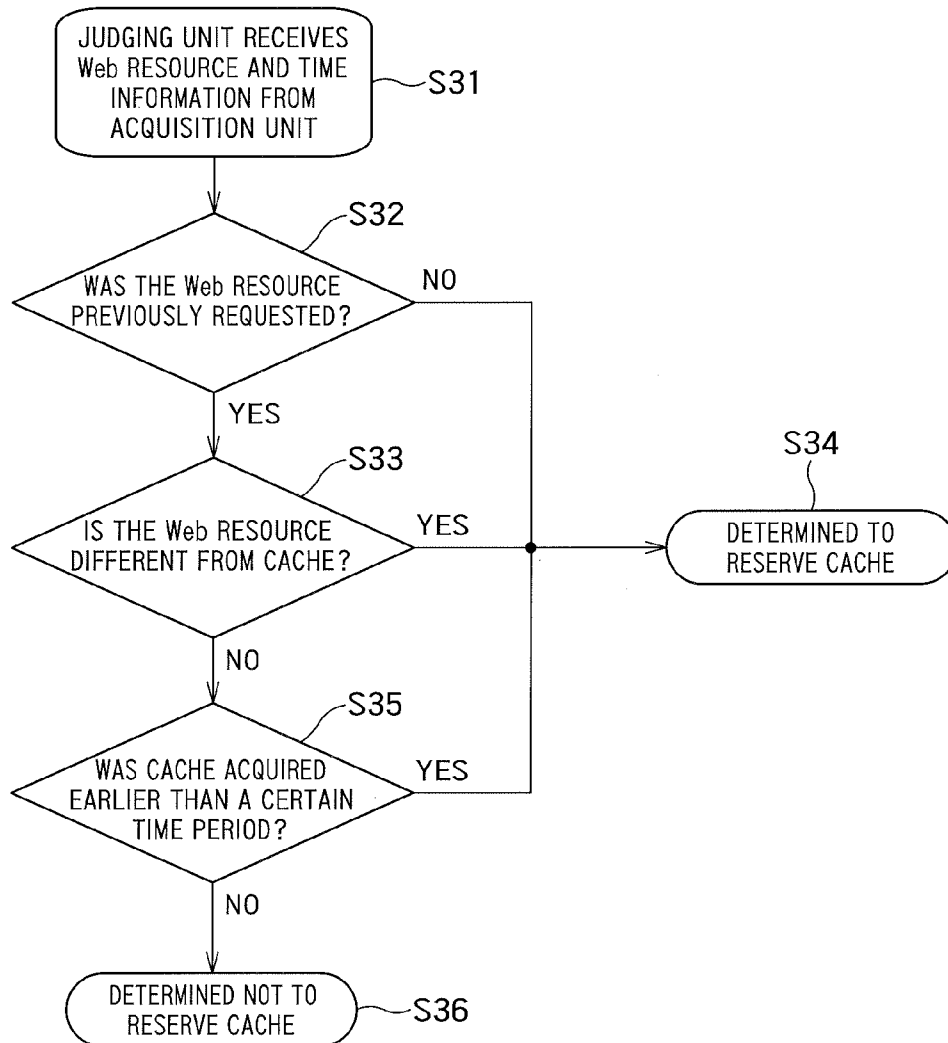 JUDGING UNIT RECEIVES
Web RESOURCE AND TIME
INFORMATION FROM
ACQUISITION UNIT
S31
S32
WAS THE Web RESOURCE
PREVIOUSLY REQUESTED?
NO
YES
S33
IS THE Web RESOURCE
DIFFERENT FROM CACHE?
YES
S34
DETERMINED TO
RESERVE CACHE
NO
S35
WAS CACHE ACQUIRED
EARLIER THAN A CERTAIN
TIME PERIOD?
YES
NO
DETERMINED NOT TO
RESERVE CACHE
S36